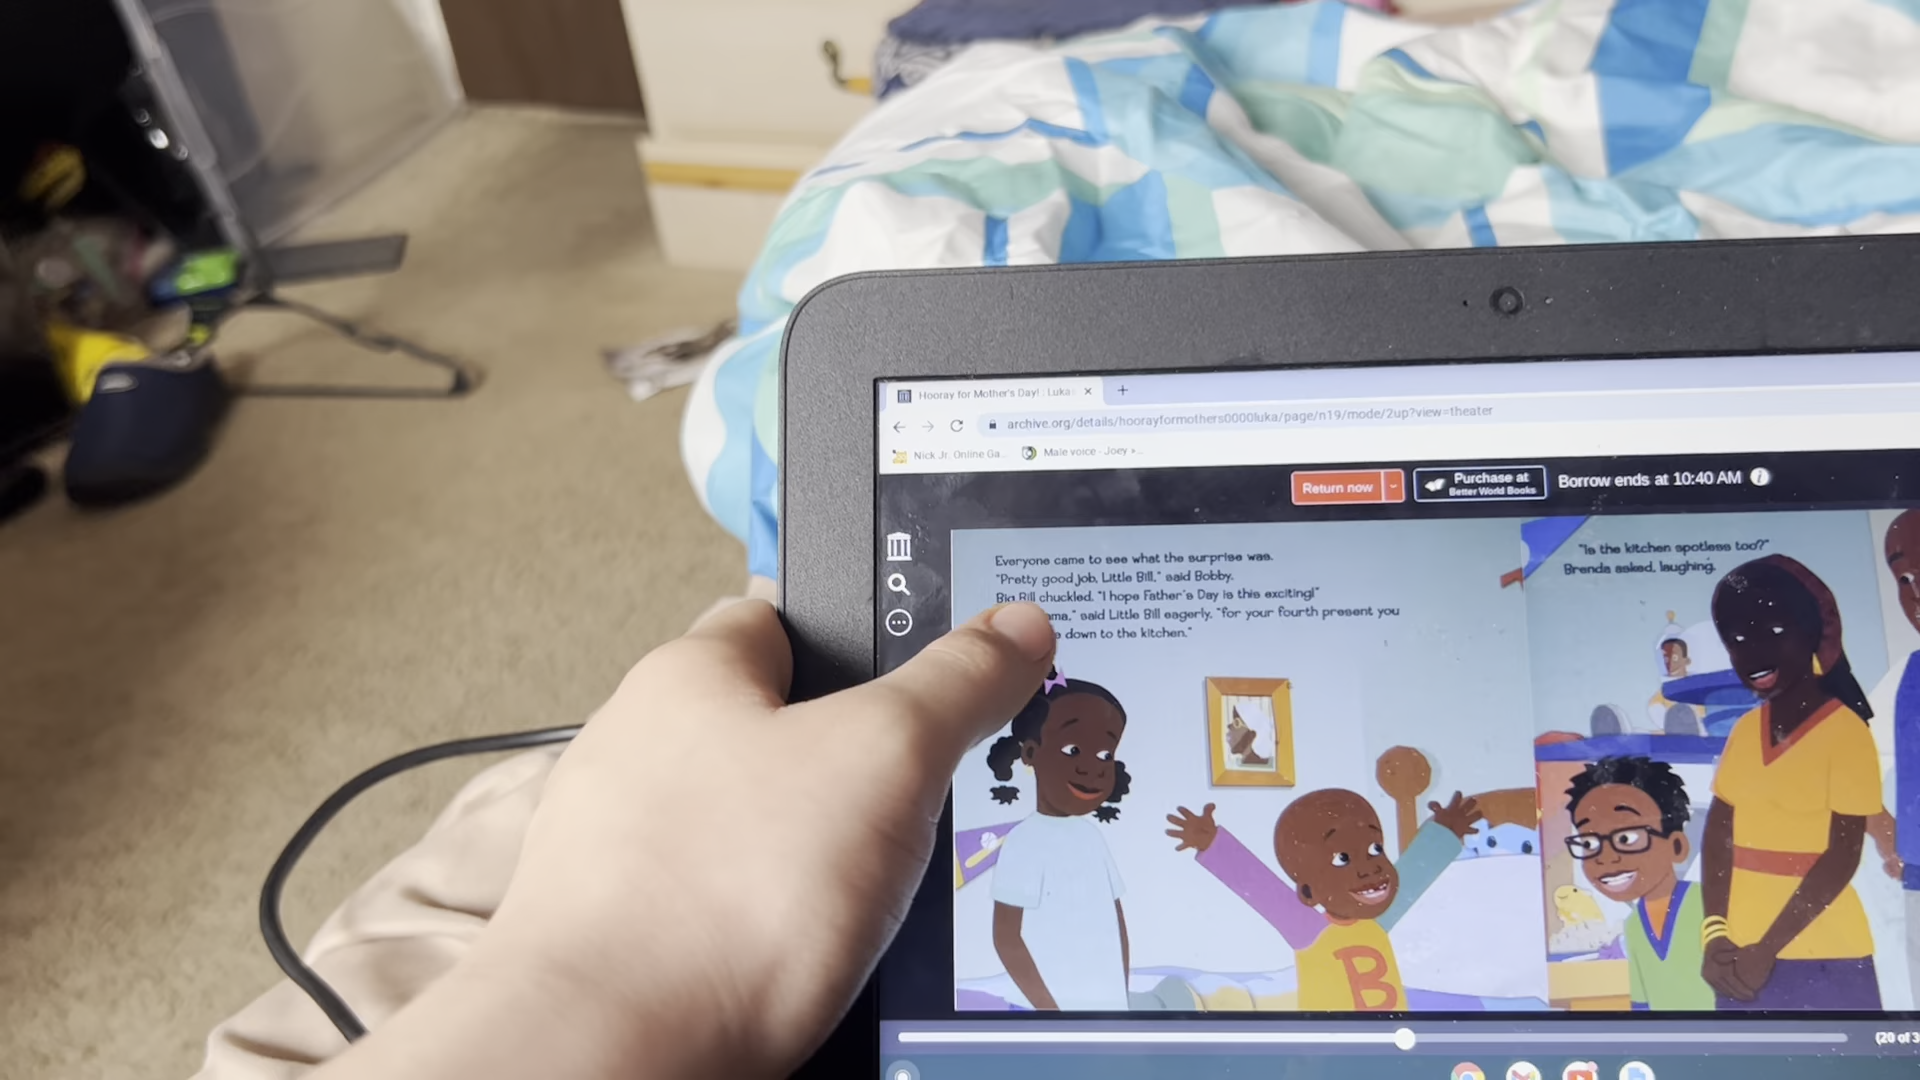 Hooray for Mother's Day! : Luka
archive.org/details/hoorayformothers0000luka/page/n19/mode/2up?view=theater
Nick Jr. Online Ga...
Male voice - Joey >...
Return now
Purchase at
Better World Books
Borrow ends at 10:40 AM
Everyone came to see what the surprise was.
"Pretty good job, Little Bill," said Bobby.
Big Bill chuckled. "I hope Father's Day is this exciting!"
said Little Bill eagerly, "for your fourth present you
down to the kitchen."
"Is the kitchen spotless too?"
Brenda asked, laughing.
B
(20 of 3